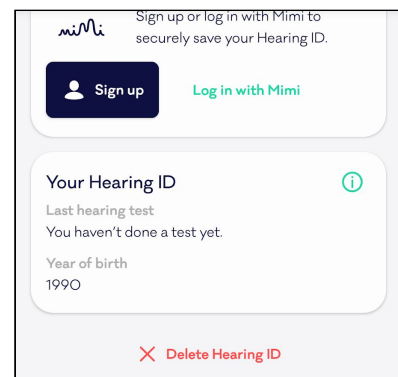 Sign up or log in with Mimi to
mimi
securely save your Hearing ID.
Sign up
Log in with Mimi
Your Hearing ID
Last hearing test
You haven't done a test yet.
Year of birth
1990
Delete Hearing ID